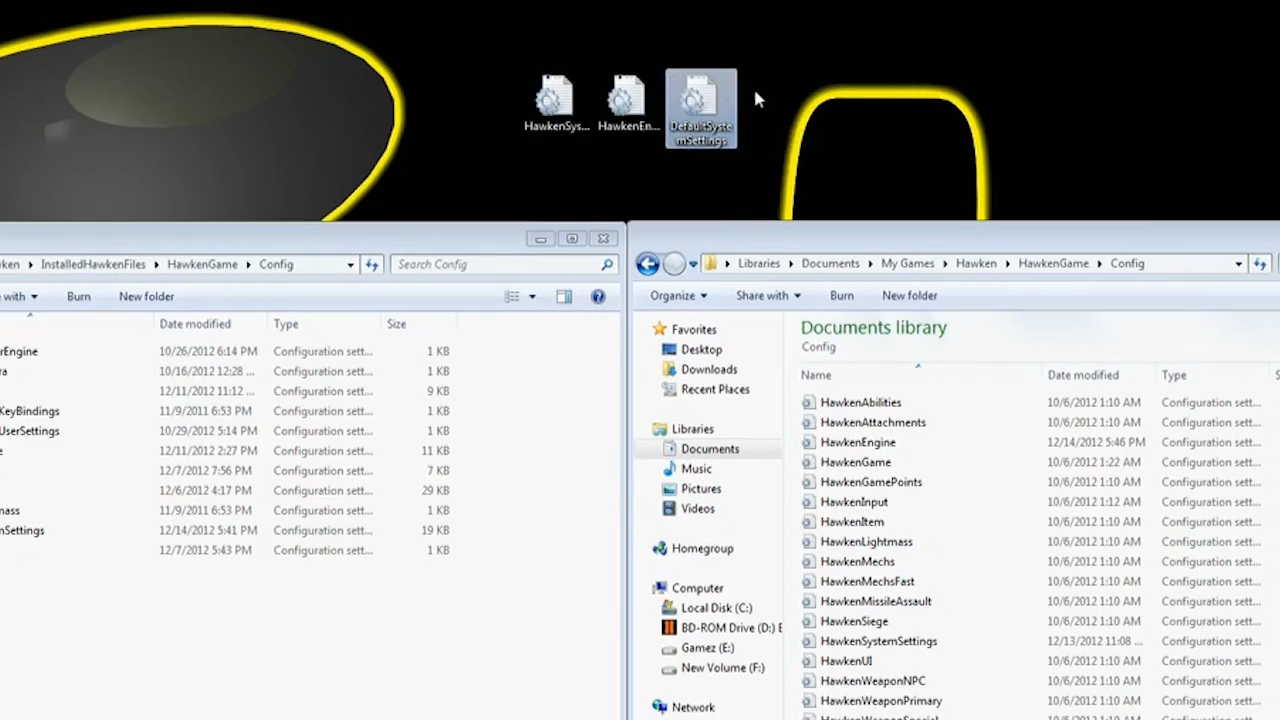 HawkenSys...
HawkenEn...
DefaultSyste
mSettings
ken InstalledHawkenFiles HawkenGame Config
Search Config
with Burn New folder
Date modified Type Size
rEngine 10/26/2012 6:14 PM Configuration sett... 1 KB
ra 10/16/2012 12:28 ... Configuration sett... 1 KB
12/11/2012 11:12 ... Configuration sett... 9 KB
KeyBindings 11/9/2011 6:53 PM Configuration sett... 1 KB
UserSettings 10/29/2012 5:14 PM Configuration sett... 1 KB
e 12/11/2012 2:27 PM Configuration sett... 11 KB
12/7/2012 7:56 PM Configuration sett... 7 KB
12/6/2012 4:17 PM Configuration sett... 29 KB
mass 11/9/2011 6:53 PM Configuration sett... 1 KB
mSettings 12/14/2012 5:41 PM Configuration sett... 19 KB
12/7/2012 5:43 PM Configuration sett... 1 KB
Libraries Documents My Games Hawken HawkenGame Config
Organize Share with Burn New folder
Favorites
Desktop
Downloads
Recent Places
Libraries
Documents
Music
Pictures
Videos
Homegroup
Computer
Local Disk (C:)
BD-ROM Drive (D:) E
Gamez (E:)
New Volume (F:)
Network
Documents library
Config
Name Date modified Type S
HawkenAbilities 10/6/2012 1:10 AM Configuration sett...
HawkenAttachments 10/6/2012 1:10 AM Configuration sett...
HawkenEngine 12/14/2012 5:46 PM Configuration sett...
HawkenGame 10/6/2012 1:22 AM Configuration sett...
HawkenGamePoints 10/6/2012 1:10 AM Configuration sett...
HawkenInput 10/6/2012 1:12 AM Configuration sett...
HawkenItem 10/6/2012 1:10 AM Configuration sett...
HawkenLightmass 10/6/2012 1:10 AM Configuration sett...
HawkenMechs 10/6/2012 1:10 AM Configuration sett...
HawkenMechsFast 10/6/2012 1:10 AM Configuration sett...
HawkenMissileAssault 10/6/2012 1:10 AM Configuration sett...
HawkenSiege 10/6/2012 1:10 AM Configuration sett...
HawkenSystemSettings 12/13/2012 11:08 ... Configuration sett...
HawkenUI 10/6/2012 1:10 AM Configuration sett...
HawkenWeaponNPC 10/6/2012 1:10 AM Configuration sett...
HawkenWeaponPrimary 10/6/2012 1:10 AM Configuration sett...
HawkenWeaponSpecial 10/6/2012 1:10 AM Configuration sett...